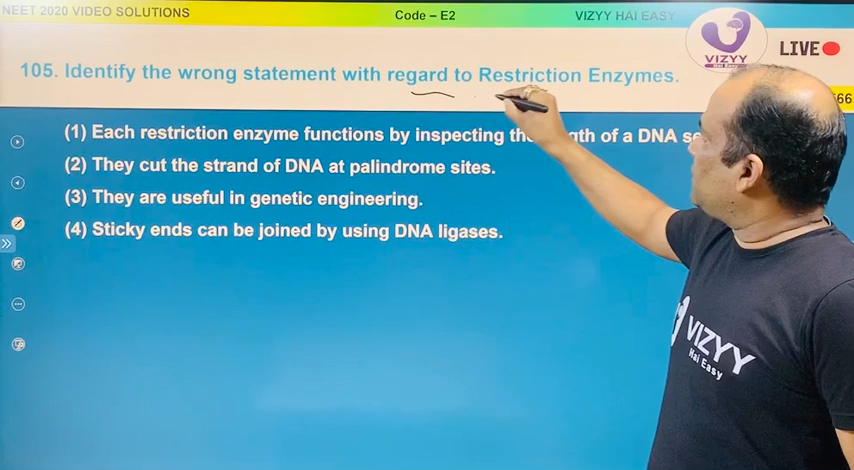 NEET 2020 VIDEO SOLUTIONS
Code – E2
VIZYY HAI EASY
VIZYY
Hai Easy
LIVE
105. Identify the wrong statement with regard to Restriction Enzymes.
66
(1) Each restriction enzyme functions by inspecting of a DNA
(2) They cut the strand of DNA at palindrome sites.
(3) They are useful in genetic engineering.
(4) Sticky ends can be joined by using DNA ligases.
VIZYY
Hai Easy